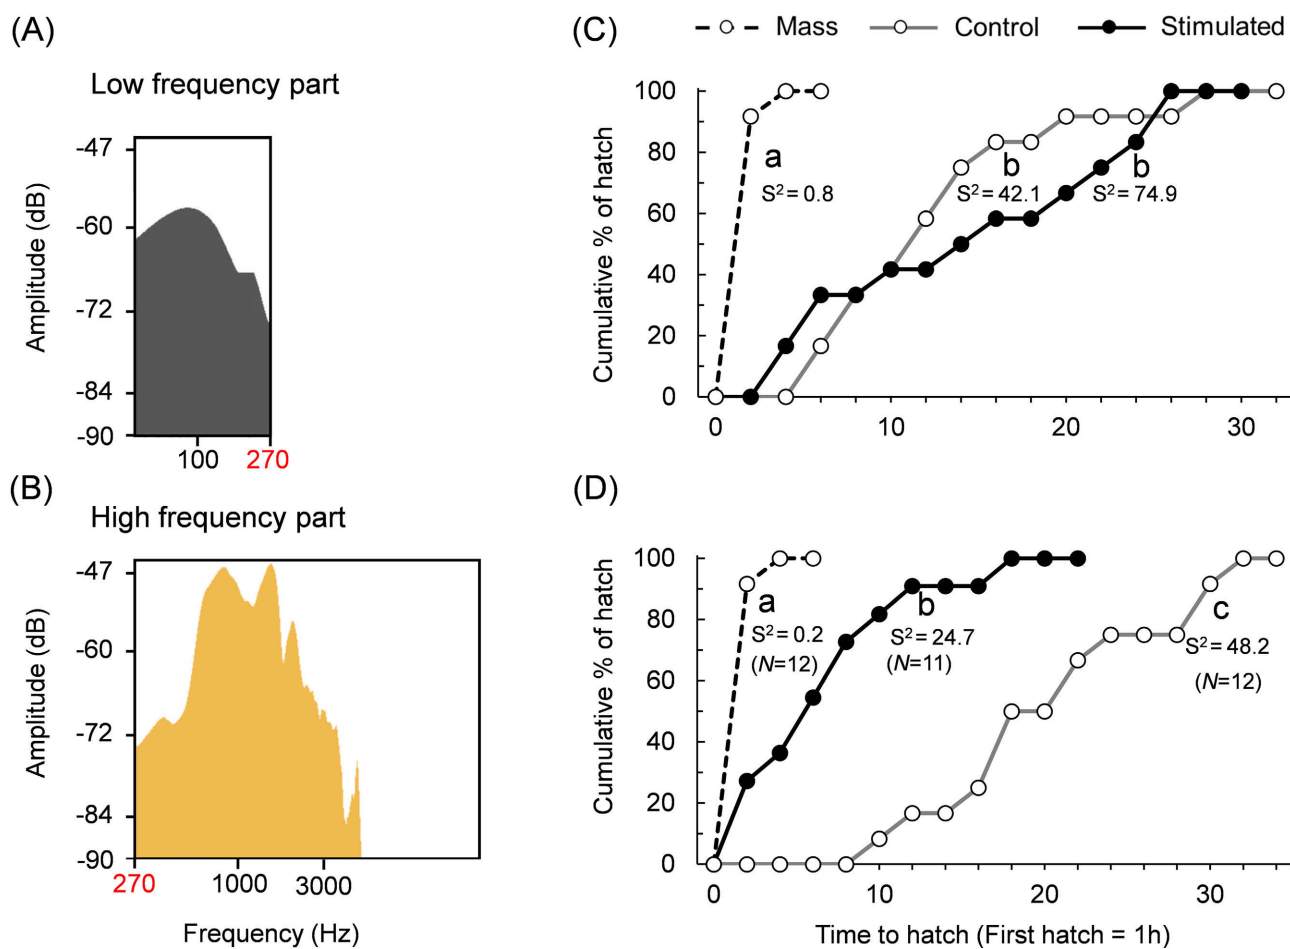 (A)
Low frequency part
Amplitude (dB)
-47
-60
-72
-84
-90
100
270
(B)
High frequency part
Amplitude (dB)
-47
-60
-72
-84
-90
270
1000
3000
Frequency (Hz)
(C)
Mass
Control
Stimulated
Cumulative % of hatch
100
80
60
40
20
0
0
10
20
30
a
S² = 0.8
b
S² = 42.1
b
S² = 74.9
(D)
Cumulative % of hatch
100
80
60
40
20
0
0
10
20
30
a
S² = 0.2
(N=12)
b
S² = 24.7
(N=11)
c
S² = 48.2
(N=12)
Time to hatch (First hatch = 1h)